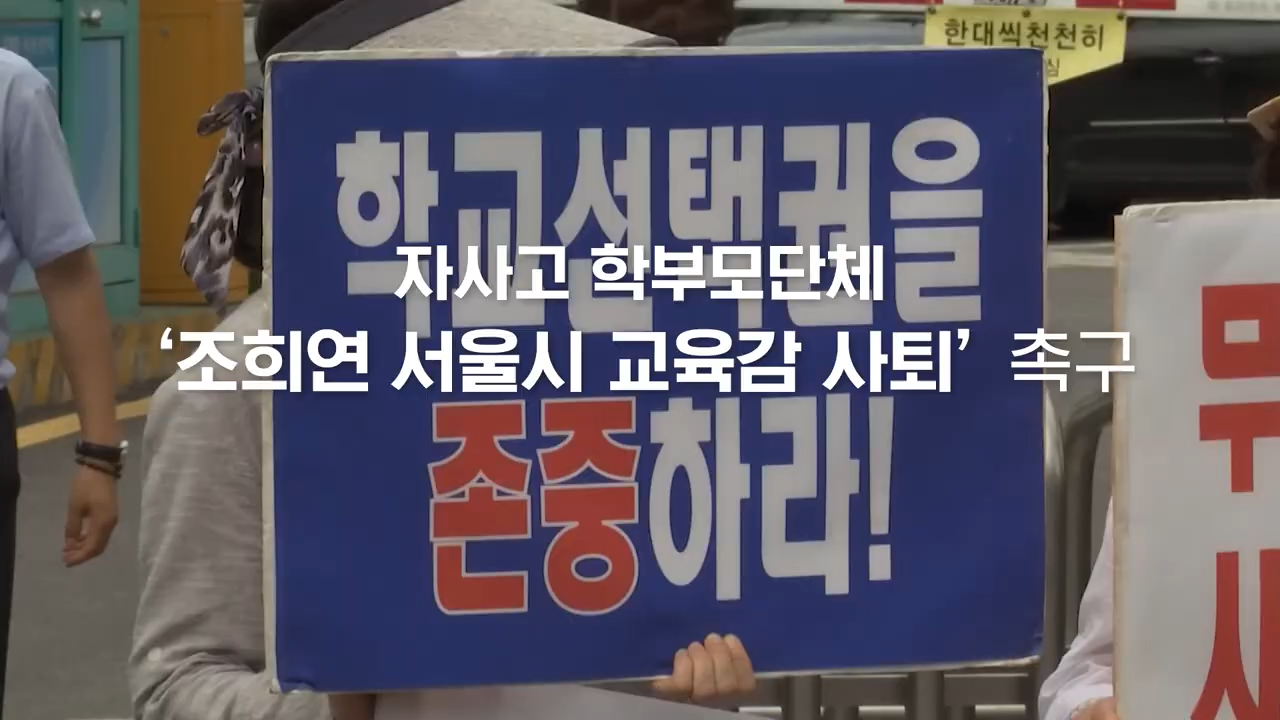 한대씩천천히
학교선택권을
자사고 학부모단체
‘조희연 서울시 교육감 사퇴’ 촉구
존중하라!